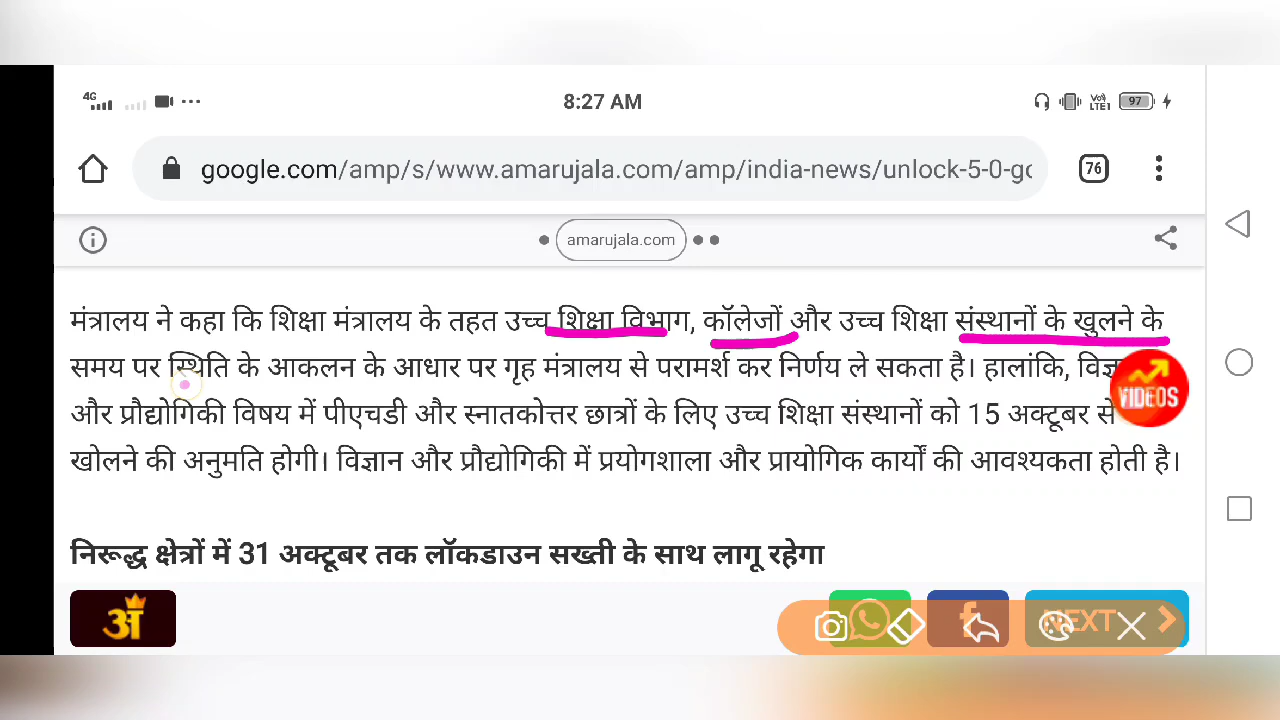 4G
8:27 AM
Vo) LTE1
97
google.com/amp/s/www.amarujala.com/amp/india-news/unlock-5-0-gc
76
amarujala.com
मंत्रालय ने कहा कि शिक्षा मंत्रालय के तहत उच्च शिक्षा विभाग, कॉलेजों और उच्च शिक्षा संस्थानों के खुलने के
समय पर स्थिति के आकलन के आधार पर गृह मंत्रालय से परामर्श कर निर्णय ले सकता है। हालांकि,
और प्रौद्योगिकी विषय में पीएचडी और स्नातकोत्तर छात्रों के लिए उच्च शिक्षा संस्थानों को 15 अक्टूबर से
खोलने की अनुमति होगी। विज्ञान और प्रौद्योगिकी में प्रयोगशाला और प्रायोगिक कार्यों की आवश्यकता होती है।
VIDEOS
निरूद्ध क्षेत्रों में 31 अक्टूबर तक लॉकडाउन सख्ती के साथ लागू रहेगा
अ
NEXT